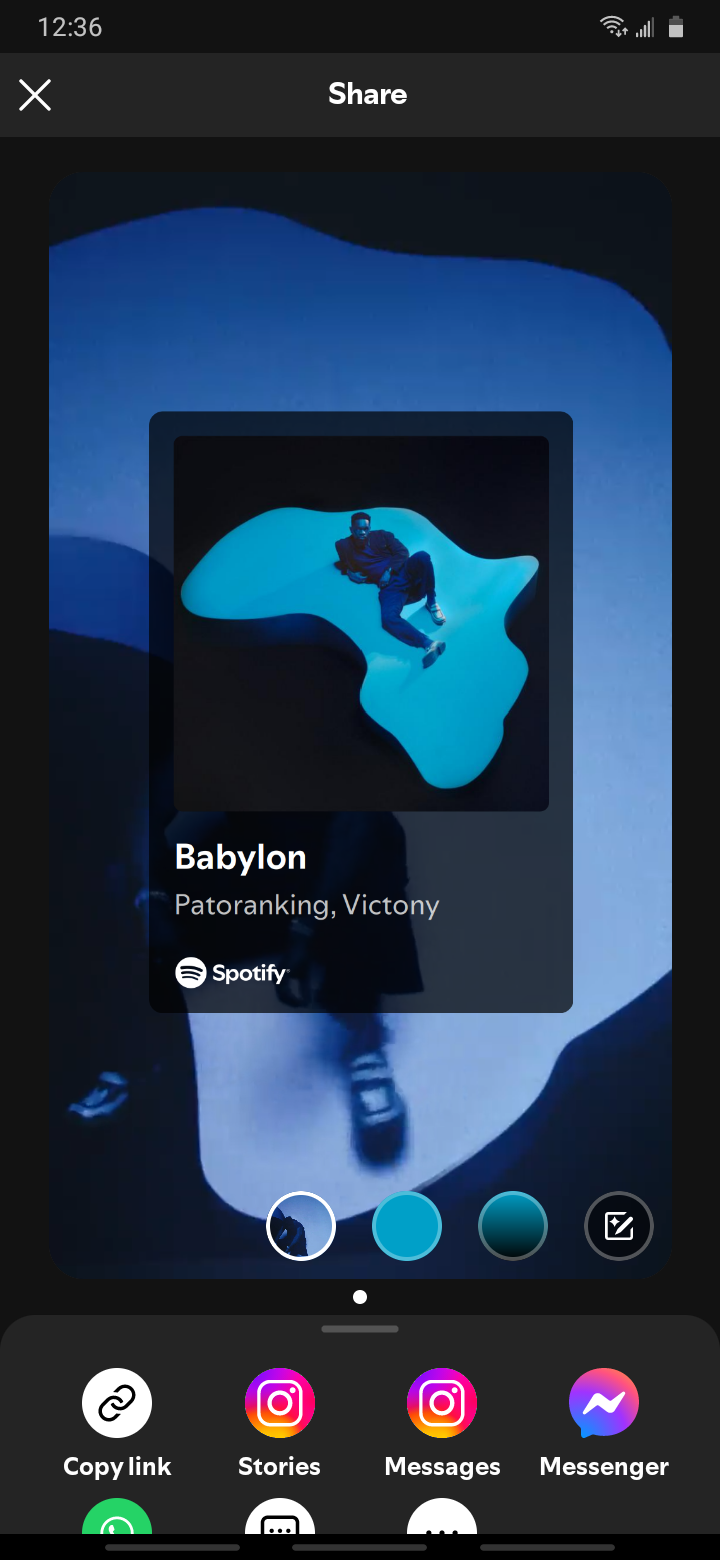 12:36
Share
Babylon
Patoranking, Victony
Spotify
Copy link
Stories
Messages
Messenger